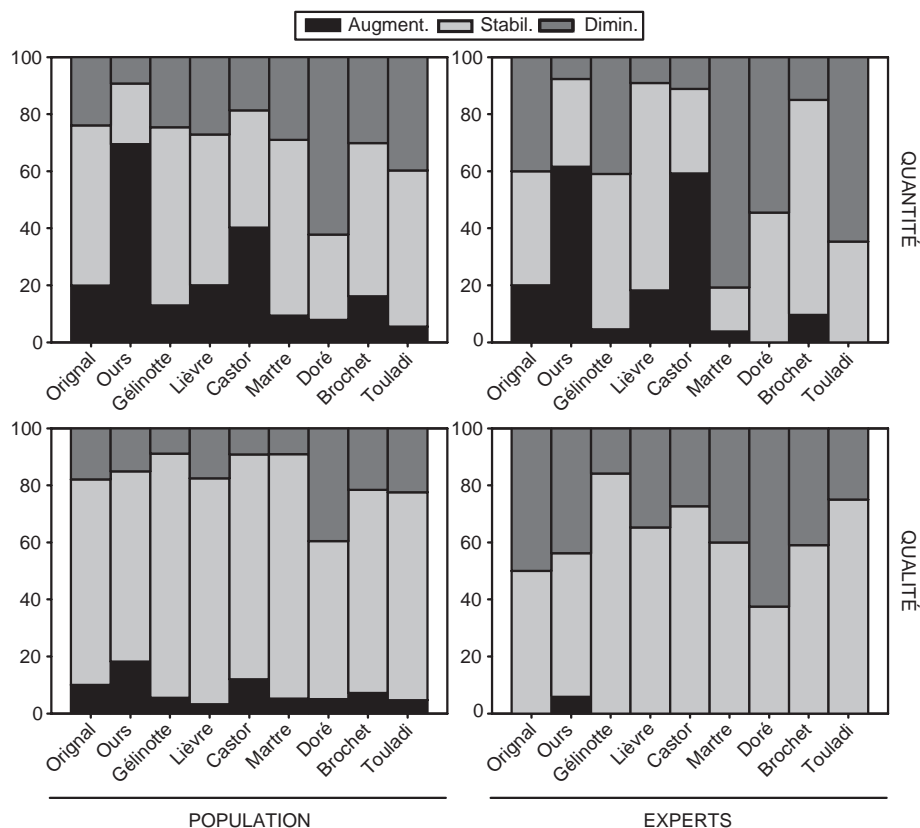 Augment. Stabil. Dimin.
100
80
60
40
20
0
Orignal
Ours
Gélinotte
Lièvre
Castor
Martre
Doré
Brochet
Touladi
100
80
60
40
20
0
Orignal
Ours
Gélinotte
Lièvre
Castor
Martre
Doré
Brochet
Touladi
QUANTITÉ
100
80
60
40
20
0
Orignal
Ours
Gélinotte
Lièvre
Castor
Martre
Doré
Brochet
Touladi
100
80
60
40
20
0
Orignal
Ours
Gélinotte
Lièvre
Castor
Martre
Doré
Brochet
Touladi
QUALITÉ
POPULATION
EXPERTS